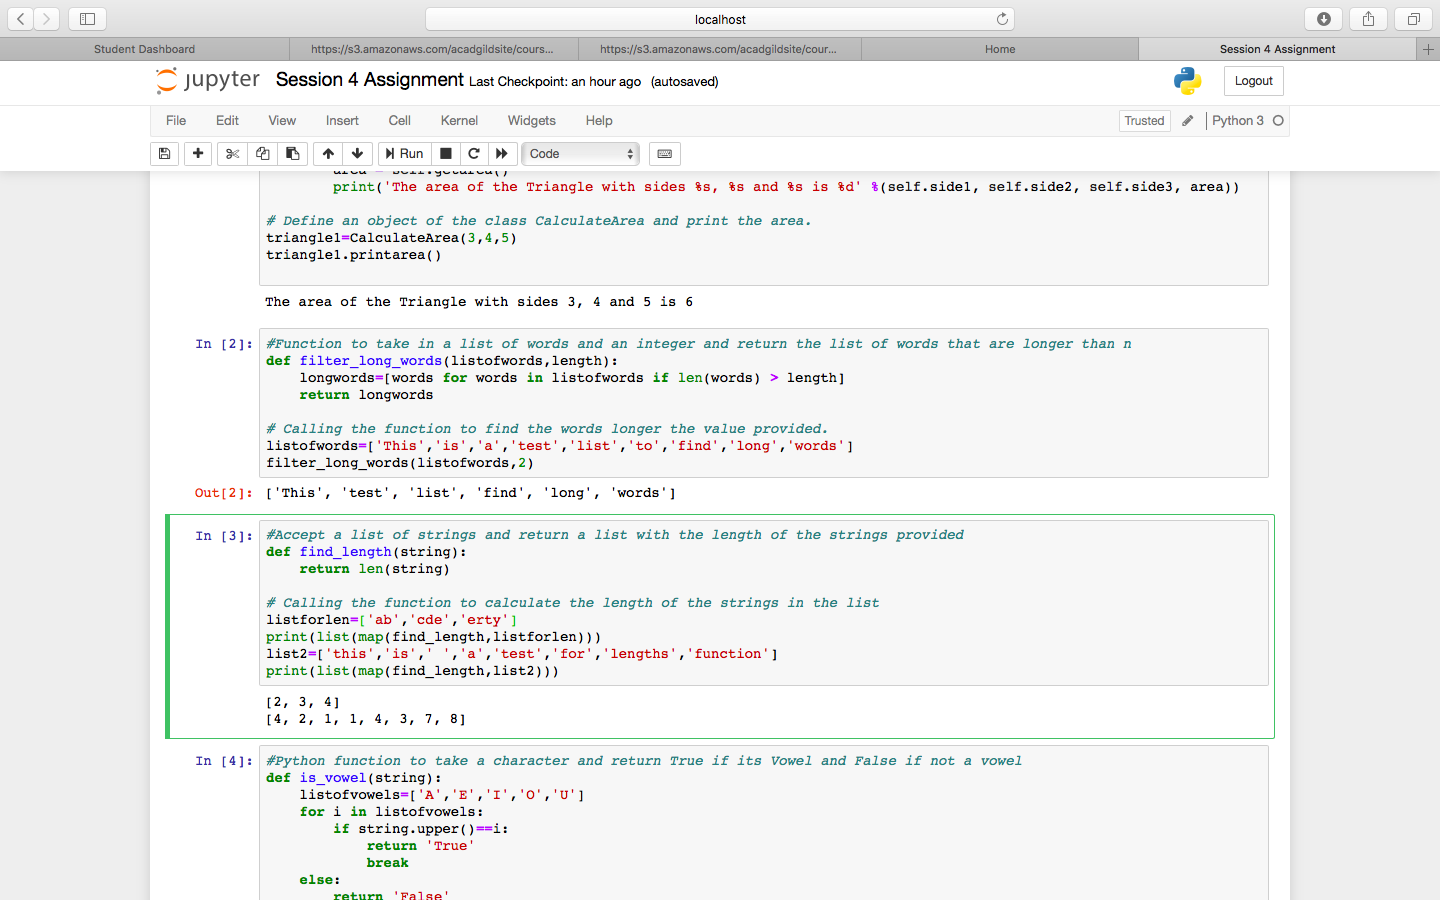 localhost
Student Dashboard
https://s3.amazonaws.com/acadgildsite/cours...
https://s3.amazonaws.com/acadgildsite/cour...
Home
Session 4 Assignment
jupyter Session 4 Assignment Last Checkpoint: an hour ago (autosaved)
Logout
File Edit View Insert Cell Kernel Widgets Help
Trusted Python 3
Run Code
area = self.getarea()
print('The area of the Triangle with sides %s, %s and %s is %d' %(self.side1, self.side2, self.side3, area))
# Define an object of the class CalculateArea and print the area.
triangle1=CalculateArea(3,4,5)
triangle1.printarea()
The area of the Triangle with sides 3, 4 and 5 is 6
In [2]: #Function to take in a list of words and an integer and return the list of words that are longer than n
def filter_long_words(listofwords,length):
longwords=[words for words in listofwords if len(words) > length]
return longwords
# Calling the function to find the words longer the value provided.
listofwords=['This','is','a','test','list','to','find','long','words']
filter_long_words(listofwords,2)
Out[2]: ['This', 'test', 'list', 'find', 'long', 'words']
In [3]: #Accept a list of strings and return a list with the length of the strings provided
def find_length(string):
return len(string)
# Calling the function to calculate the length of the strings in the list
listforlen=['ab','cde','erty']
print(list(map(find_length,listforlen)))
list2=['this','is',' ','a','test','for','lengths','function']
print(list(map(find_length,list2)))
[2, 3, 4]
[4, 2, 1, 1, 4, 3, 7, 8]
In [4]: #Python function to take a character and return True if its Vowel and False if not a vowel
def is_vowel(string):
listofvowels=['A','E','I','O','U']
for i in listofvowels:
if string.upper()==i:
return 'True'
break
else:
return 'False'